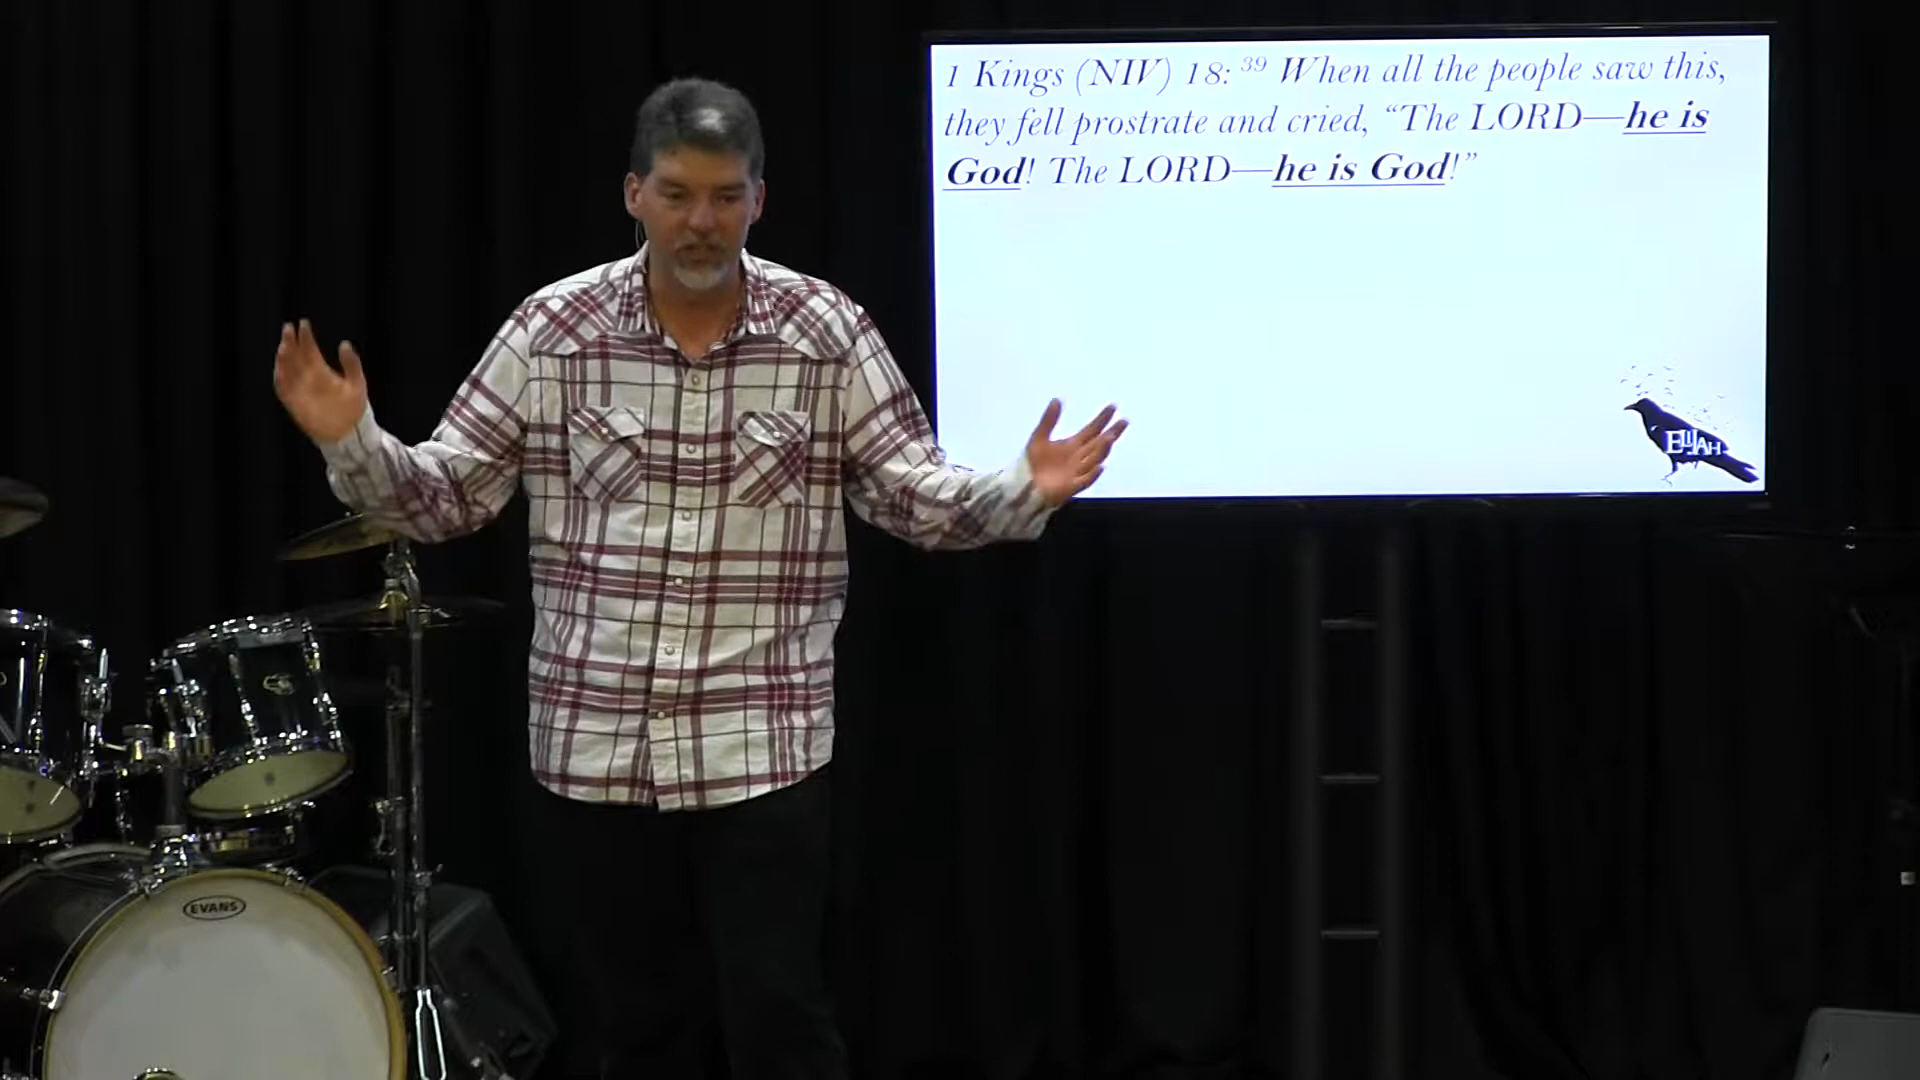 1 Kings (NIV) 18: 39 When all the people saw this,
they fell prostrate and cried, “The LORD—he is
God! The LORD—he is God!”
ELIJAH
EVANS